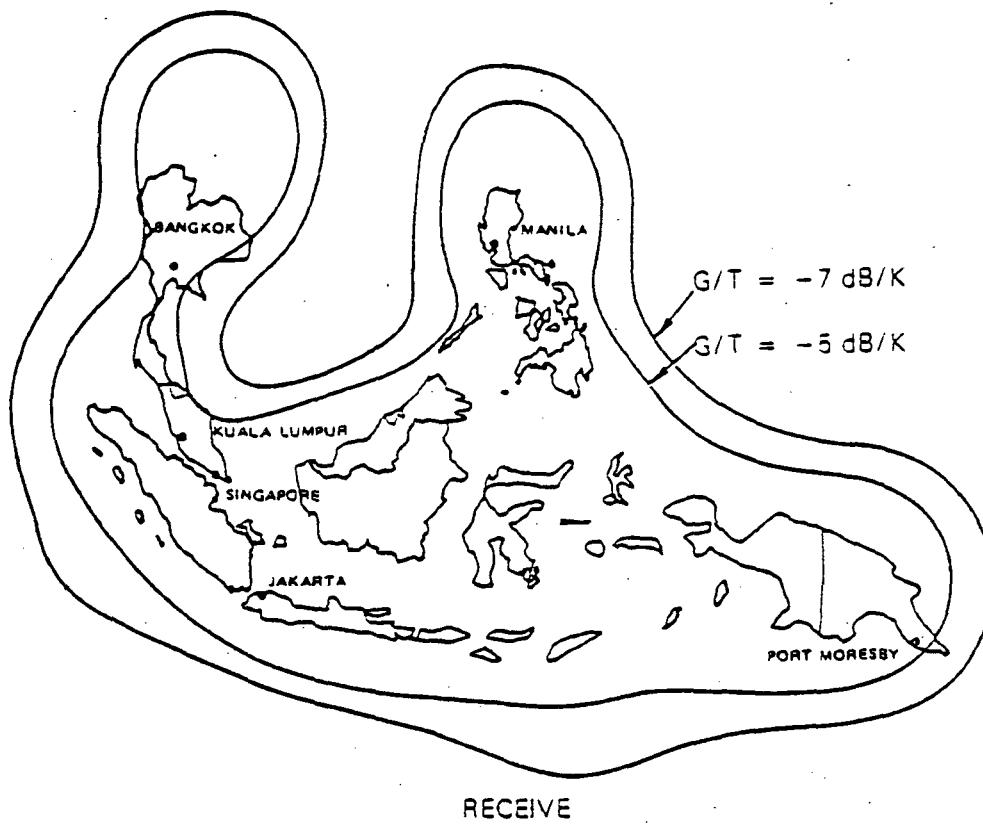 BANGKOK
MANILA
G/T = -7 dB/K
G/T = -5 dB/K
KUALA LUMPUR
SINGAPORE
JAKARTA
PORT MORESBY
RECEIVE